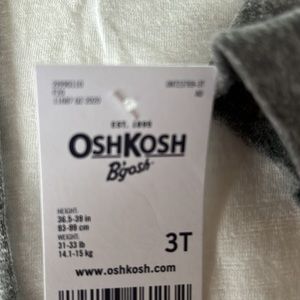 EST. 1895
OSHKOSH
B'gosh
HEIGHT:
36.5-39 in
93-99 cm
WEIGHT:
31-33 lb
14.1-15 kg
3T
www.oshkosh.com